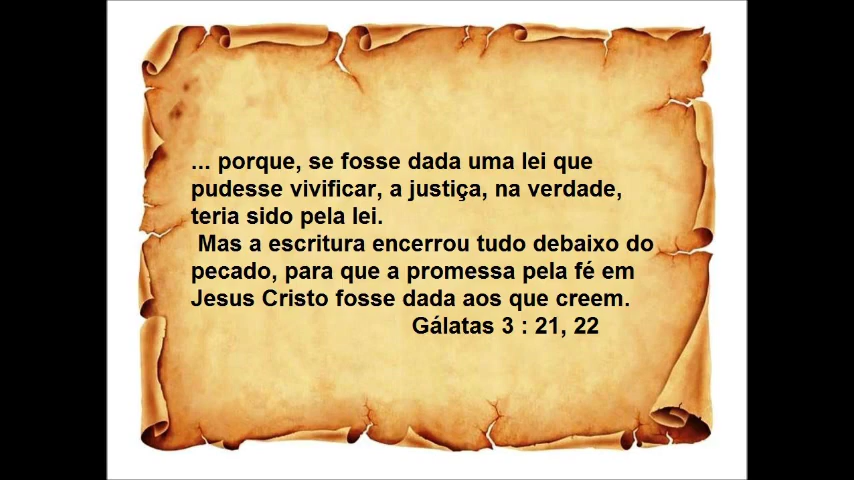 ... porque, se fosse dada uma lei que
pudesse vivificar, a justiça, na verdade,
teria sido pela lei.
Mas a escritura encerrou tudo debaixo do
pecado, para que a promessa pela fé em
Jesus Cristo fosse dada aos que creem.
Gálatas 3 : 21, 22